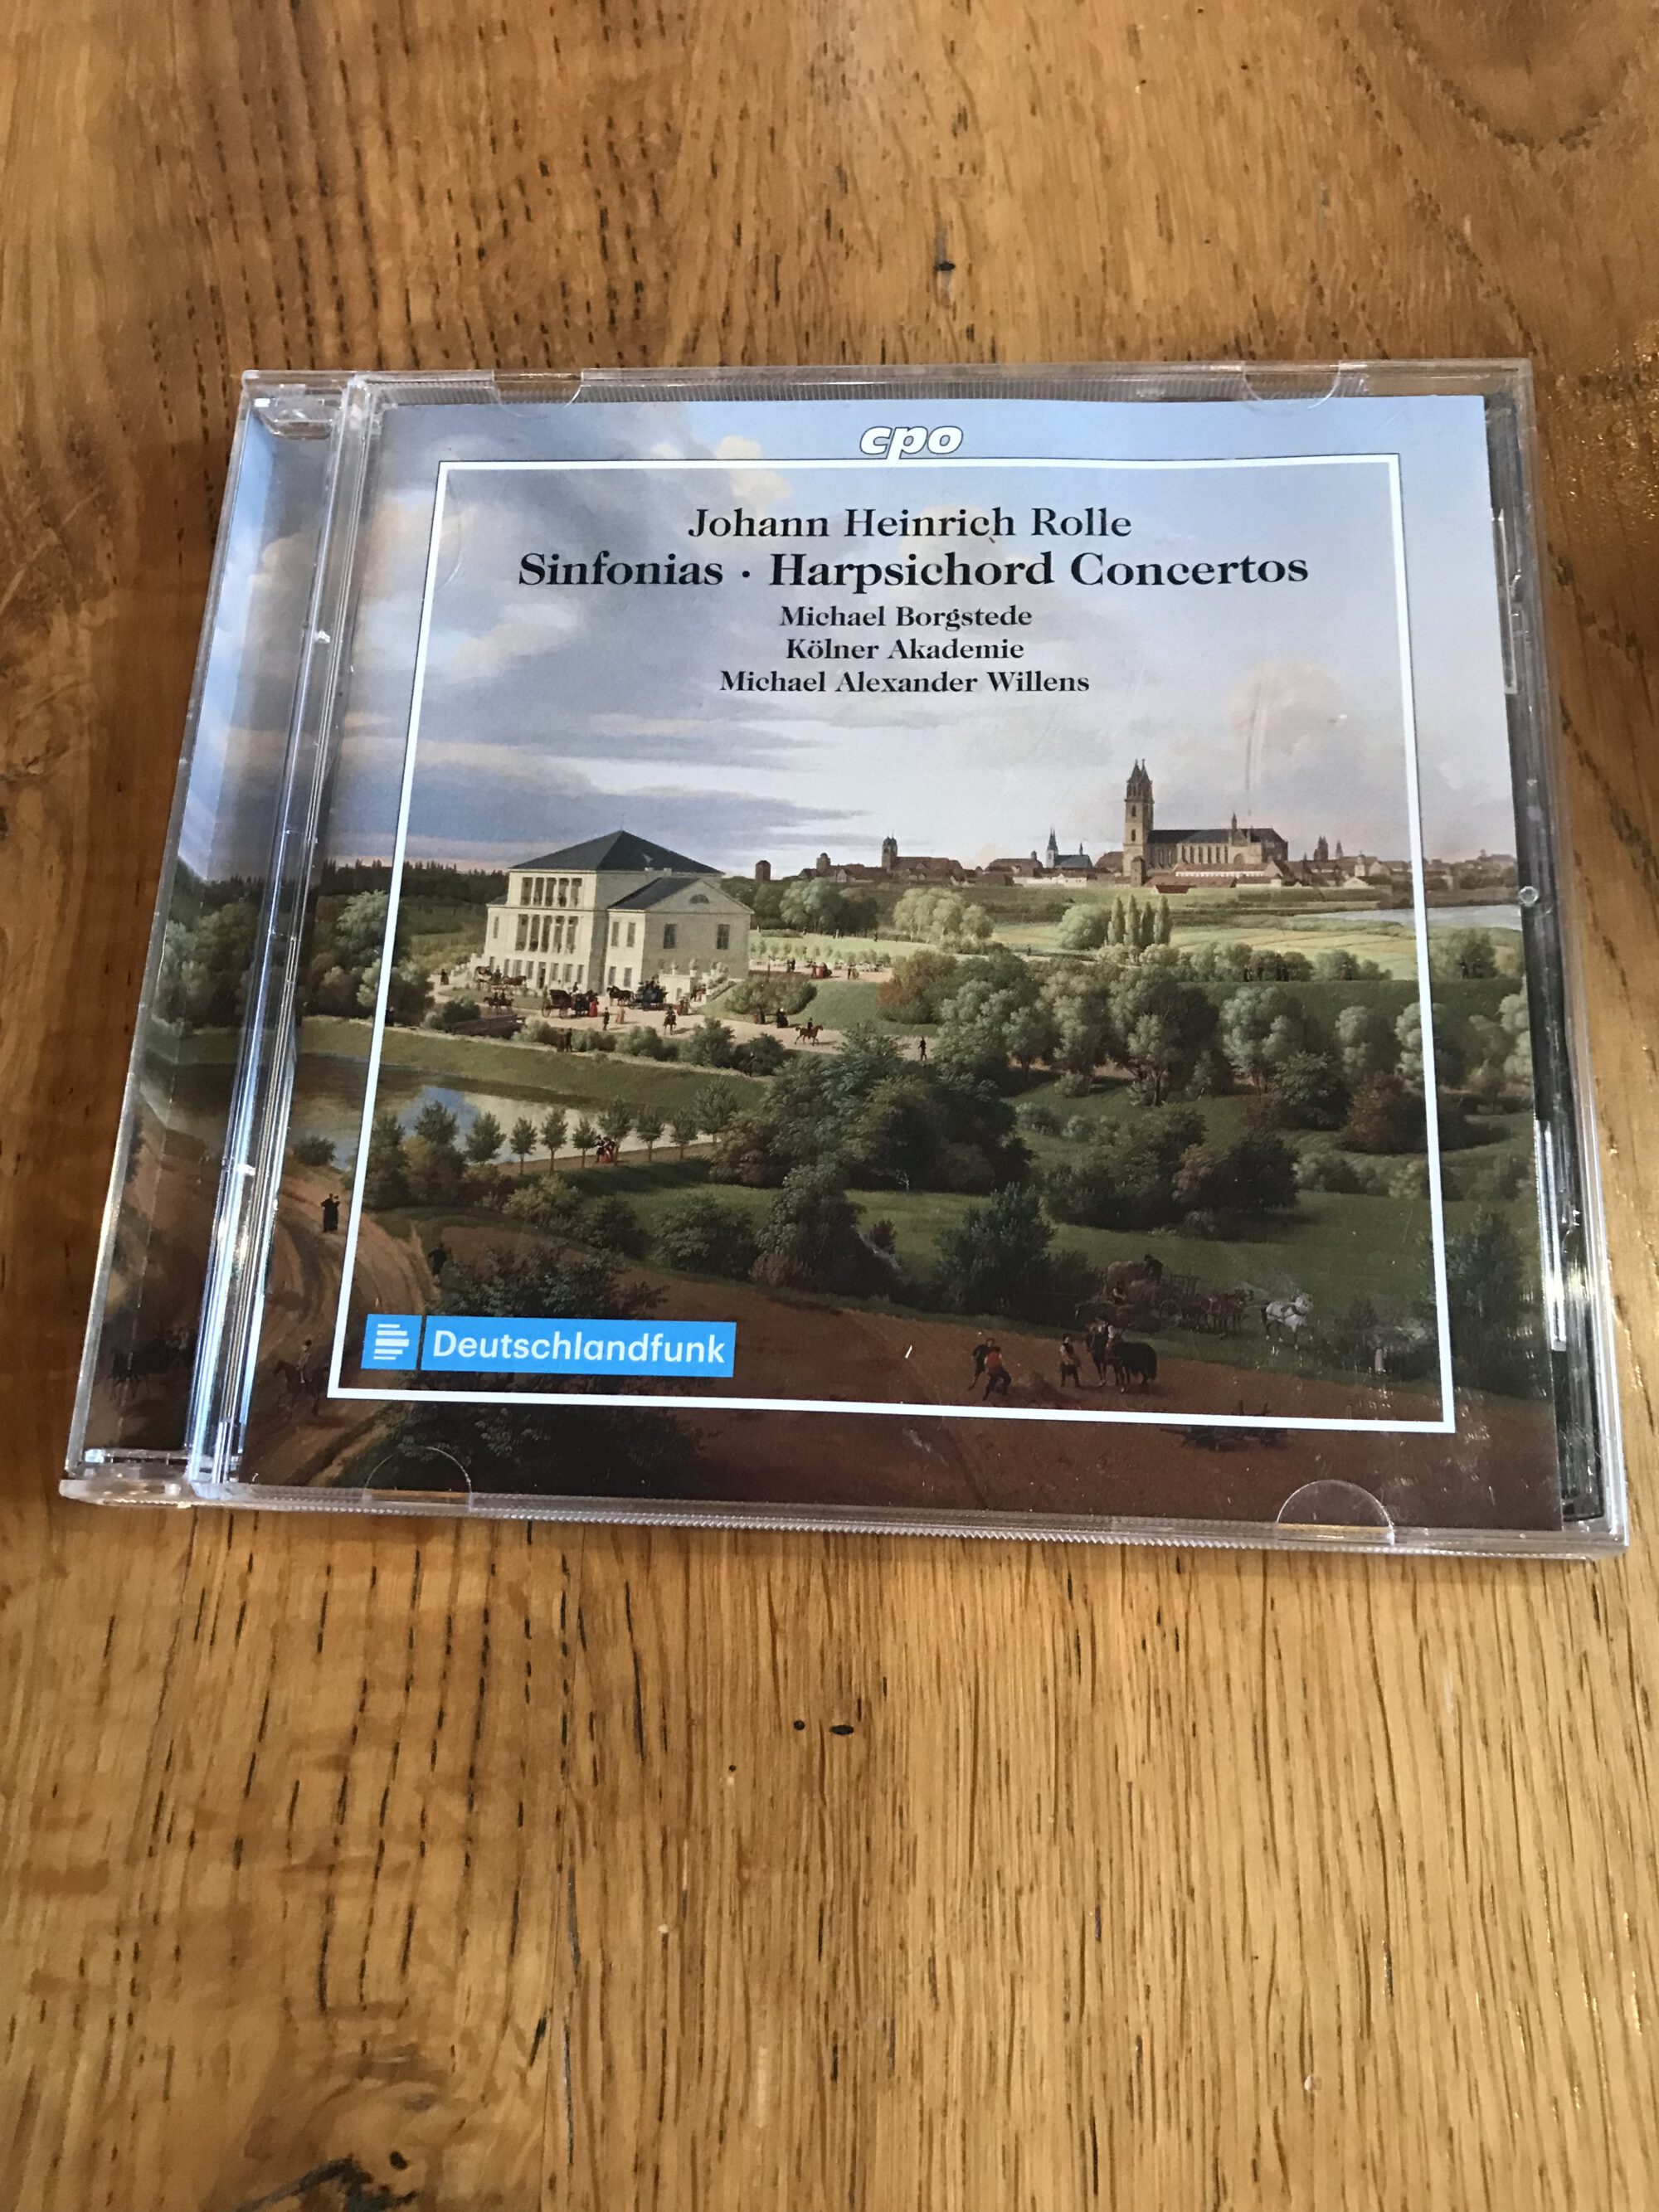 cpo
Johann Heinrich Rolle
Sinfonias · Harpsichord Concertos
Michael Borgstede
Kölner Akademie
Michael Alexander Willens
Deutschlandfunk